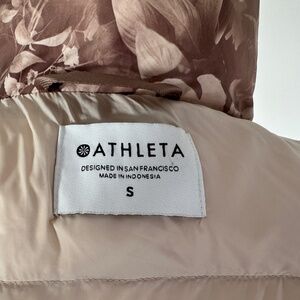 ATHLETA
DESIGNED IN SAN FRANCISCO
MADE IN INDONESIA
S